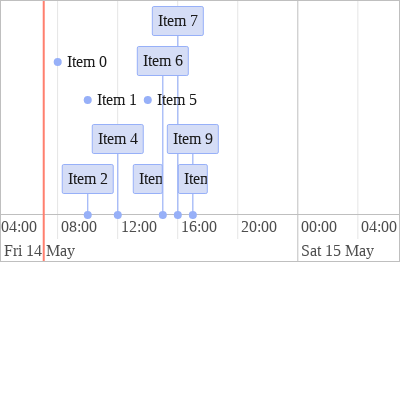 Item 7
Item 6
Item 0
Item 1
Item 5
Item 4
Item 9
Item 2
04:00
08:00
12:00
16:00
20:00
00:00
04:00
Fri 14 May
Sat 15 May